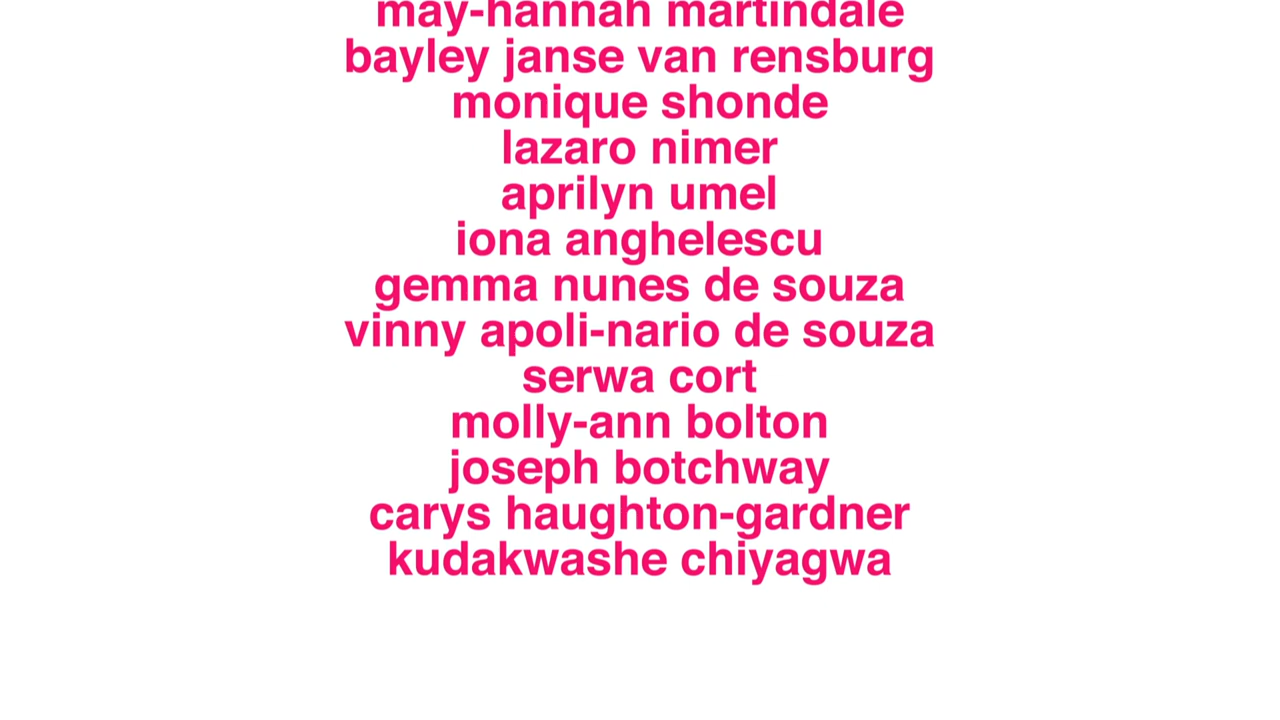 may-hannah martindale
bayley janse van rensburg
monique shonde
lazaro nimer
aprilyn umel
iona anghelescu
gemma nunes de souza
vinny apoli-nario de souza
serwa cort
molly-ann bolton
joseph botchway
carys haughton-gardner
kudakwashe chiyagwa